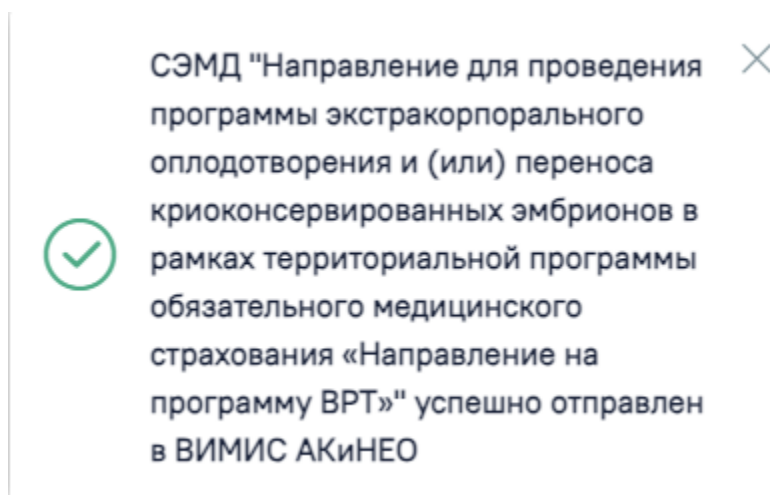 СЭМД "Направление для проведения
программы экстракорпорального
оплодотворения и (или) переноса
криоконсервированных эмбрионов в
рамках территориальной программы
обязательного медицинского
страхования «Направление на
программу ВРТ»" успешно отправлен
в ВИМИС АКиНЕО